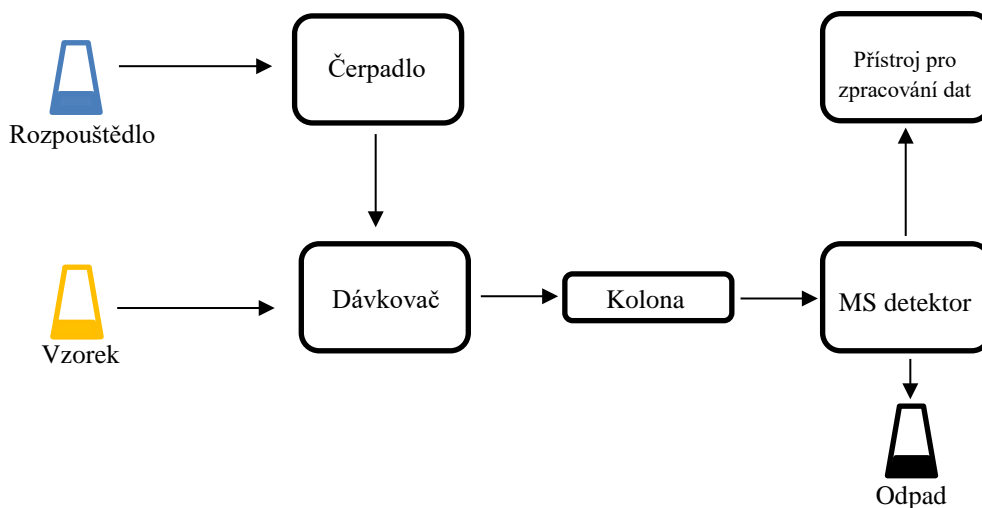 Čerpadlo
Přístroj pro
zpracování dat
Rozpouštědlo
Dávkovač
Kolona
MS detektor
Vzorek
Odpad